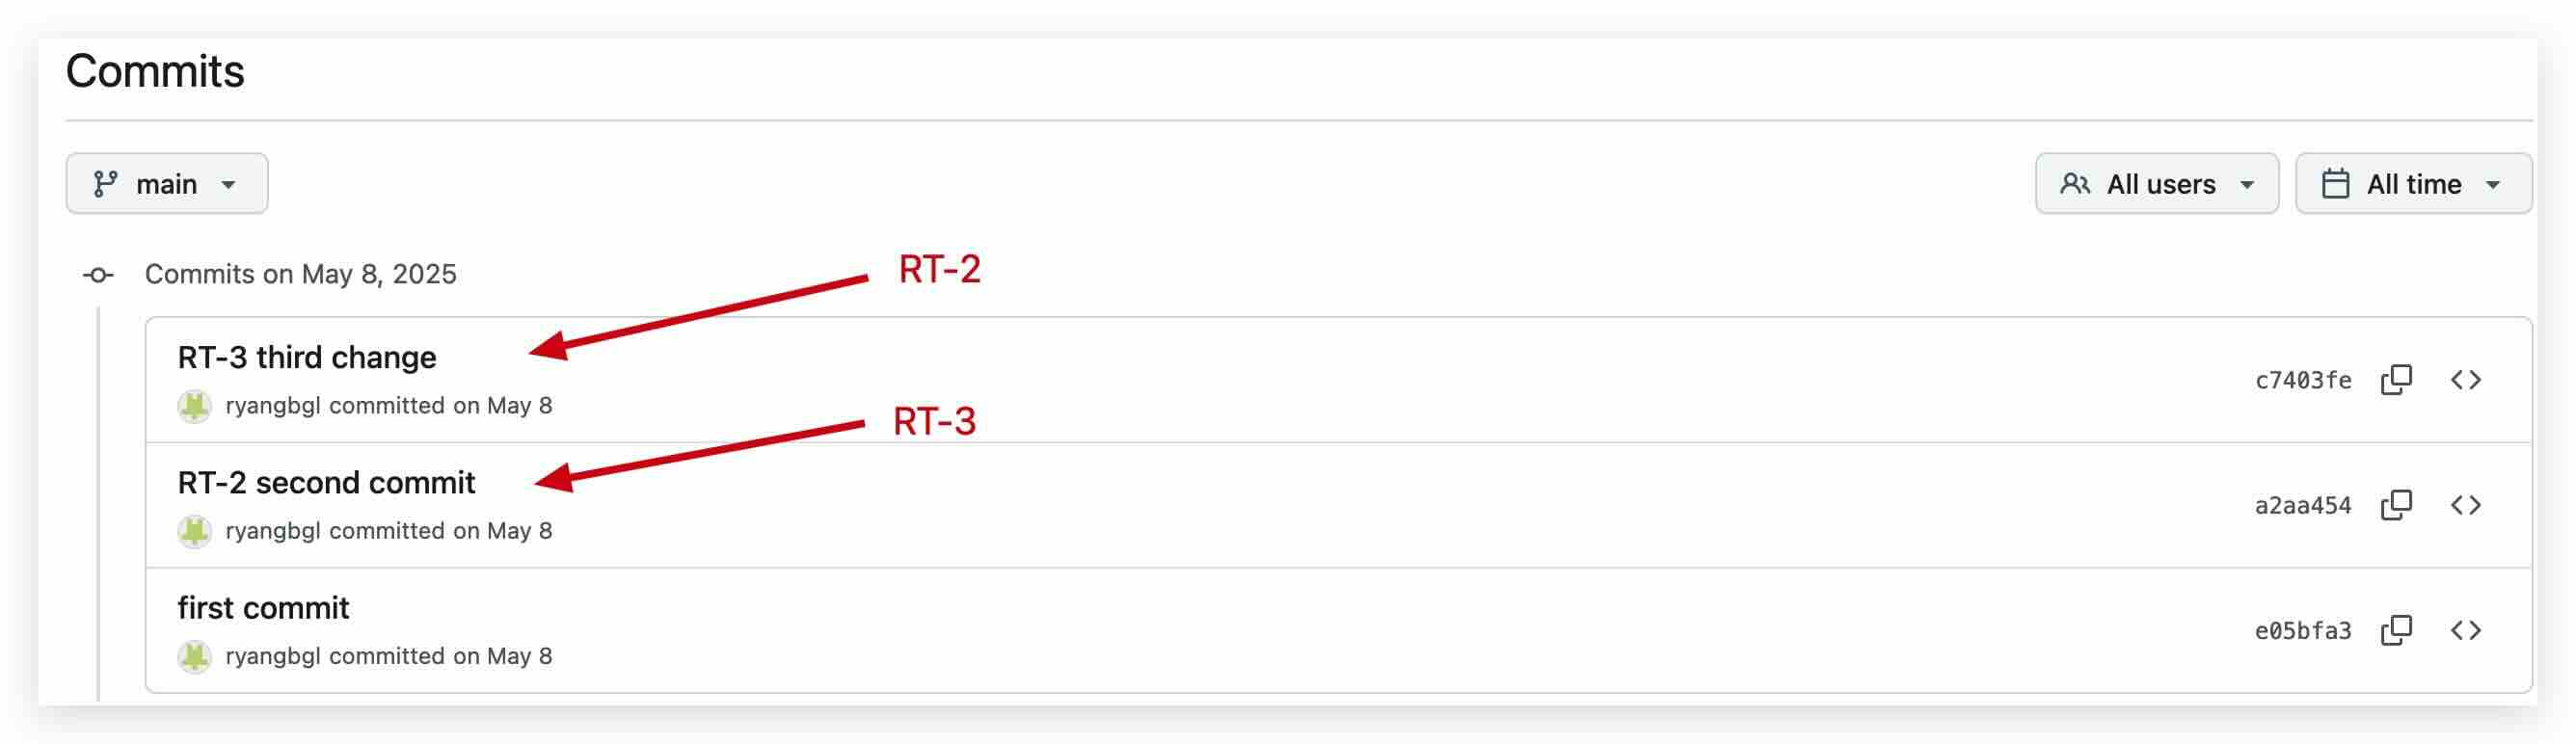 Commits
main
All users
All time
Commits on May 8, 2025
RT-2
RT-3 third change
ryangbgl committed on May 8
c7403fe
RT-3
RT-2 second commit
ryangbgl committed on May 8
a2aa454
first commit
ryangbgl committed on May 8
e05bfa3